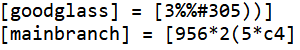 [goodglass] = [3%%#305))]
[mainbranch] = [956*2(5*c4]